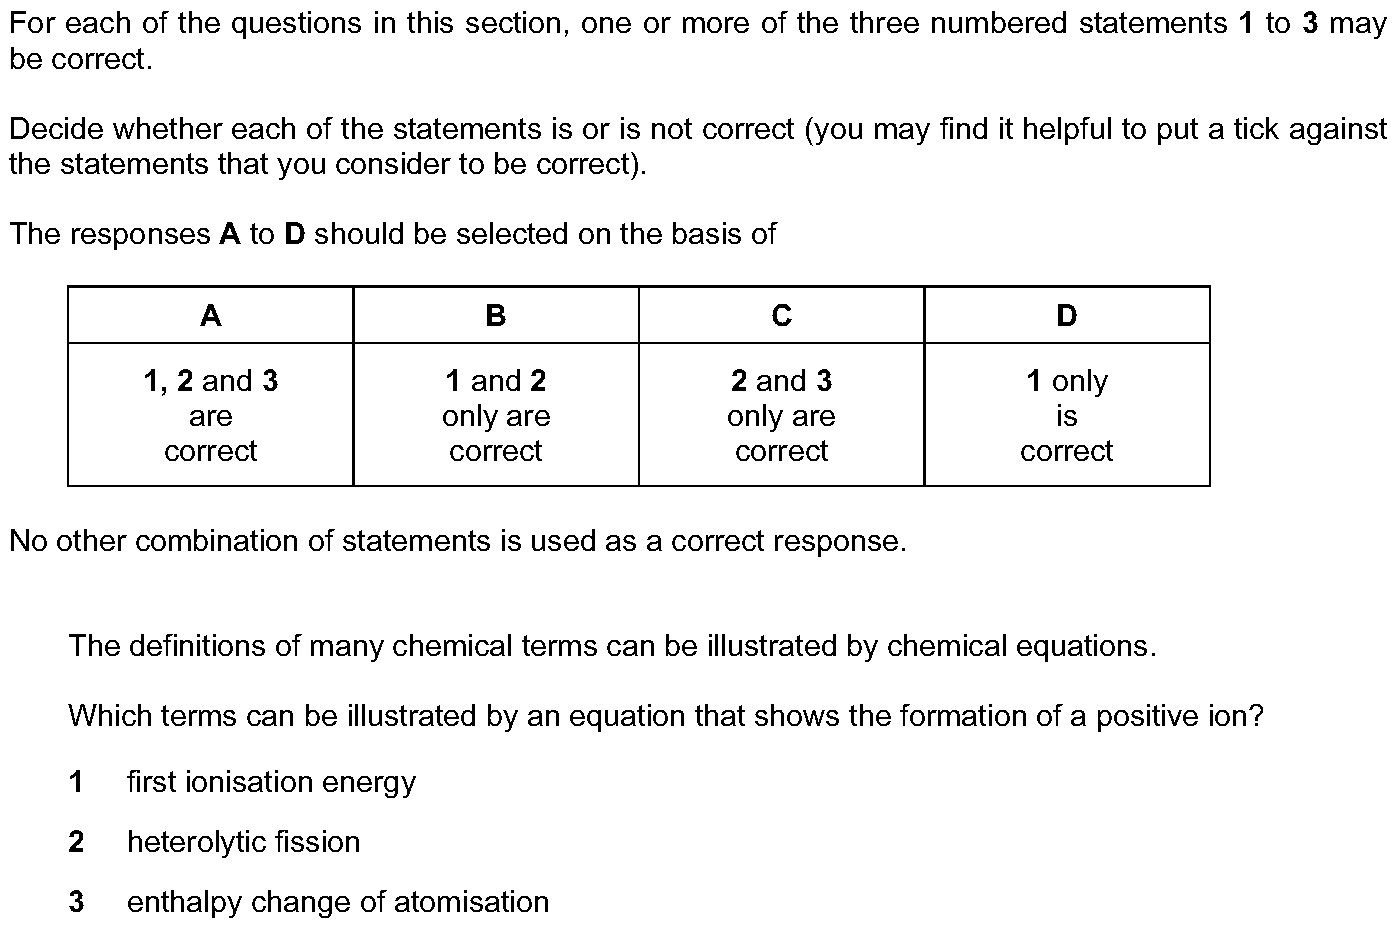 For each of the questions in this section, one or more of the three numbered statements 1 to 3 may
be correct.
Decide whether each of the statements is or is not correct (you may find it helpful to put a tick against
the statements that you consider to be correct).
The responses A to D should be selected on the basis of
A B C D
1, 2 and 3 1 and 2 2 and 3 1 only
are only are only are is
correct correct correct correct
No other combination of statements is used as a correct response.
The definitions of many chemical terms can be illustrated by chemical equations.
Which terms can be illustrated by an equation that shows the formation of a positive ion?
1 first ionisation energy
2 heterolytic fission
3 enthalpy change of atomisation